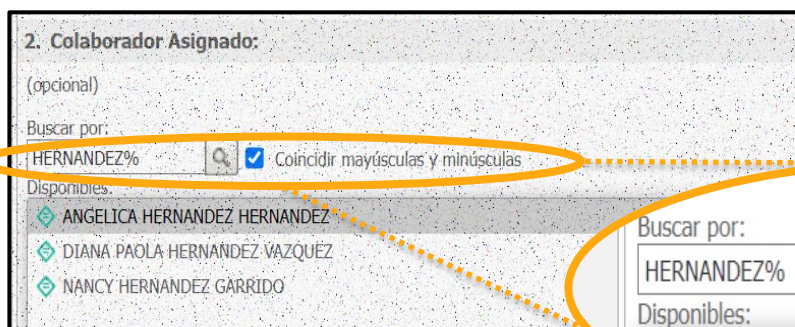 2. Colaborador Asignado:
(opcional)
Buscar por:
HERNANDEZ%
Coincidir mayúsculas y minúsculas
Disponibles:
ANGELICA HERNANDEZ HERNANDEZ
DIANA PAOLA HERNANDEZ VAZQUEZ
NANCY HERNANDEZ GARRIDO
Buscar por:
HERNANDEZ%
Disponibles: